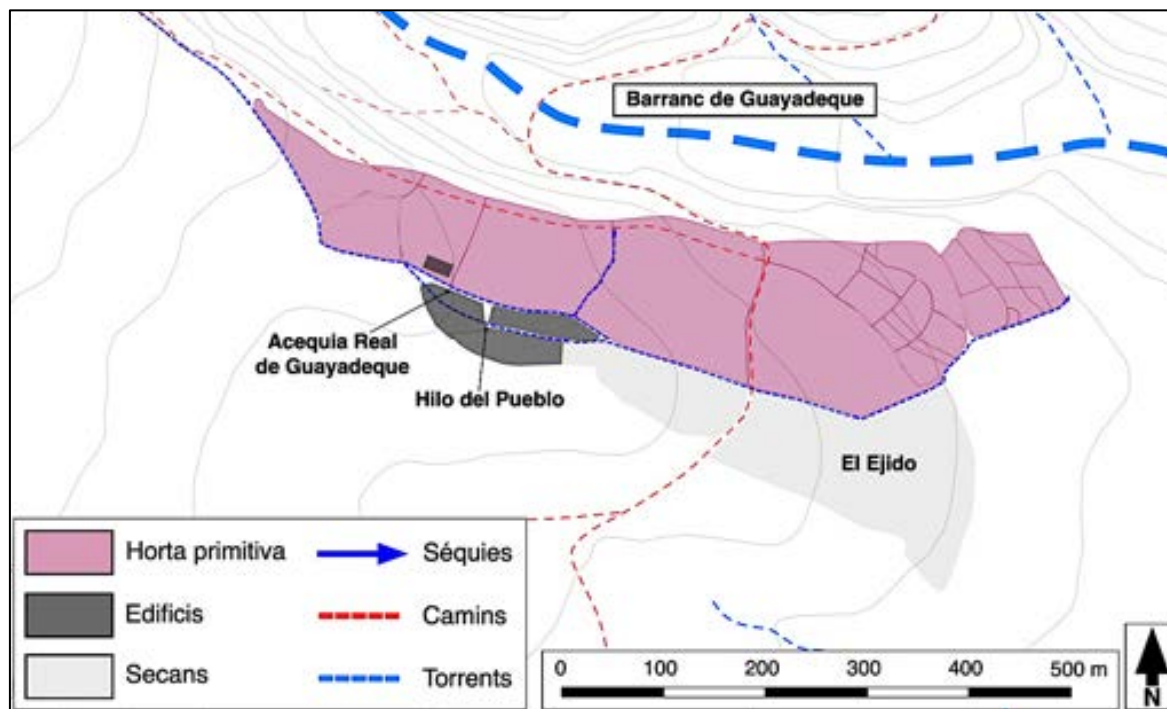 Barranc de Guayadeque
Acequia Real
de Guayadeque
Hilo del Pueblo
El Ejido
Horta primitiva
Séquies
Edificis
Camins
Secans
Torrents
0 100 200 300 400 500 m
N